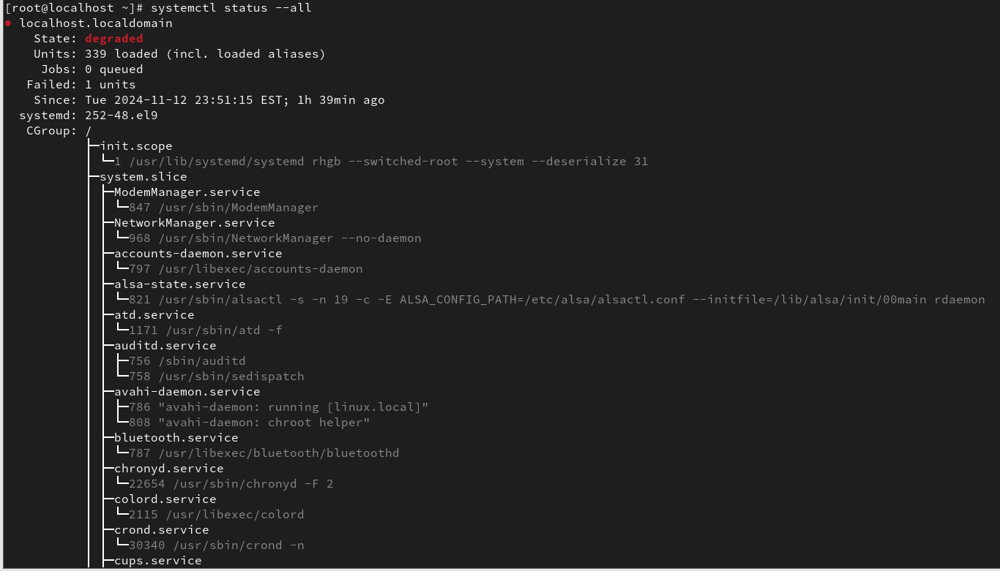 [root@localhost ~]# systemctl status --all
● localhost.localdomain
    State: degraded
    Units: 339 loaded (incl. loaded aliases)
     Jobs: 0 queued
   Failed: 1 units
    Since: Tue 2024-11-12 23:51:15 EST; 1h 39min ago
  systemd: 252-48.el9
   CGroup: /
           ├─init.scope
           │ └─1 /usr/lib/systemd/systemd rhgb --switched-root --system --deserialize 31
           ├─system.slice
           │ ├─ModemManager.service
           │ │ └─847 /usr/sbin/ModemManager
           │ ├─NetworkManager.service
           │ │ └─968 /usr/sbin/NetworkManager --no-daemon
           │ ├─accounts-daemon.service
           │ │ └─797 /usr/libexec/accounts-daemon
           │ ├─alsa-state.service
           │ │ └─821 /usr/sbin/alsactl -s -n 19 -c -E ALSA_CONFIG_PATH=/etc/alsa/alsactl.conf --initfile=/lib/alsa/init/00main rdaemon
           │ ├─atd.service
           │ │ └─1171 /usr/sbin/atd -f
           │ ├─auditd.service
           │ │ ├─756 /sbin/auditd
           │ │ └─758 /usr/sbin/sedispatch
           │ ├─avahi-daemon.service
           │ │ ├─786 "avahi-daemon: running [linux.local]"
           │ │ └─808 "avahi-daemon: chroot helper"
           │ ├─bluetooth.service
           │ │ └─787 /usr/libexec/bluetooth/bluetoothd
           │ ├─chronyd.service
           │ │ └─22654 /usr/sbin/chronyd -F 2
           │ ├─colord.service
           │ │ └─2115 /usr/libexec/colord
           │ ├─crond.service
           │ │ └─30340 /usr/sbin/crond -n
           │ ├─cups.service